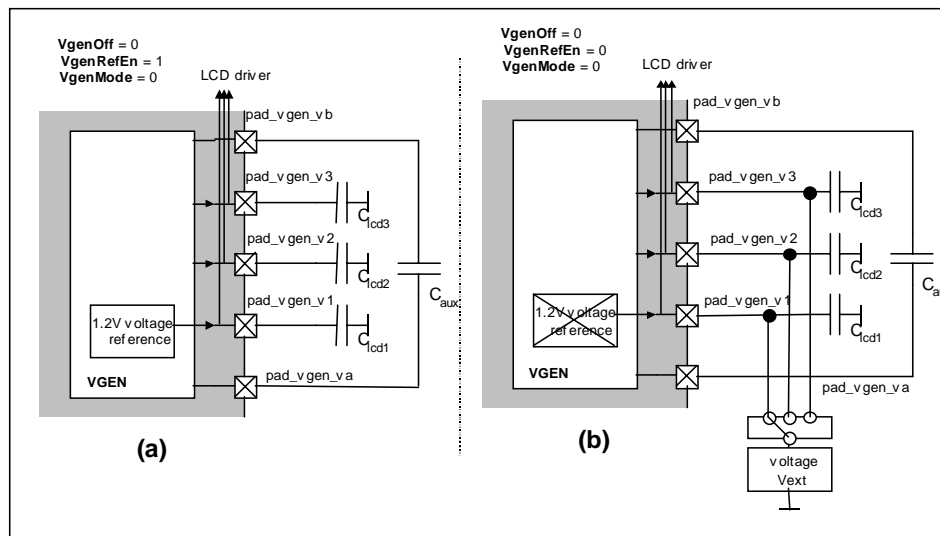 VgenOff = 0
VgenRefEn = 1
VgenMode = 0
LCD driver
pad_vgen_vb
pad_vgen_v3
Clcd3
pad_vgen_v2
Clcd2
Caux
pad_vgen_v1
1.2V voltage
reference
Clcd1
VGEN
pad_vgen_va
(a)
VgenOff = 0
VgenRefEn = 0
VgenMode = 0
LCD driver
pad_vgen_vb
pad_vgen_v3
Clcd3
pad_vgen_v2
Clcd2
Cau
pad_vgen_v1
1.2V voltage
reference
Clcd1
VGEN
pad_vgen_va
(b)
voltage
Vext